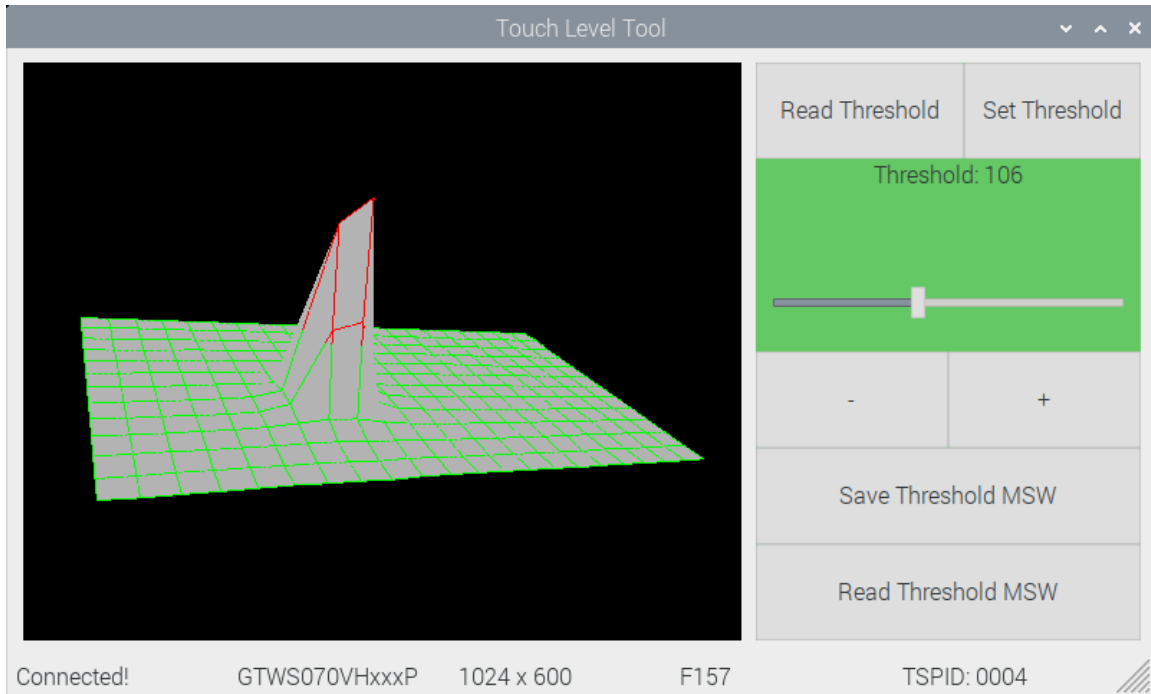 Touch Level Tool
Read Threshold
Set Threshold
Threshold: 106
-
+
Save Threshold MSW
Read Threshold MSW
Connected!
GTWS070VHxxxP
1024 x 600
F157
TSPID: 0004